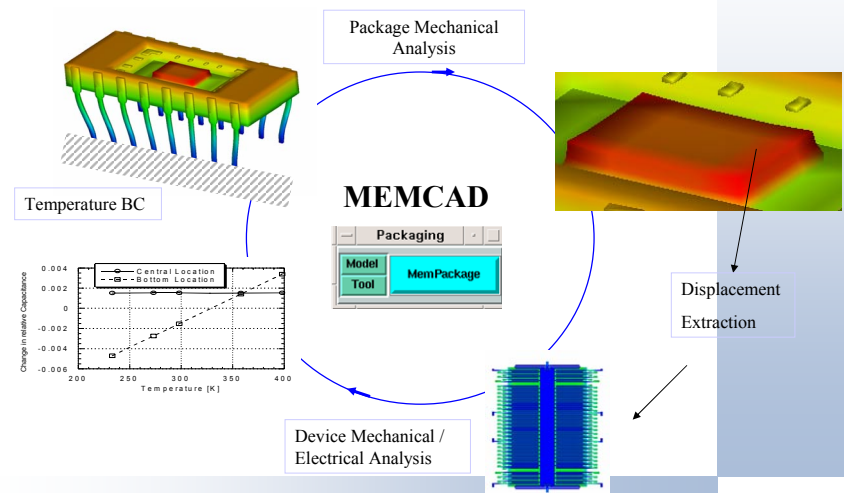 Package Mechanical
Analysis
Temperature BC
MEMCAD
Packaging
Model
Tool
MemPackage
Displacement
Extraction
Central Location
Bottom Location
Change in relative Capacitance
0.004
0.002
0
-0.002
-0.004
-0.006
200 250 300 350 400
Temperature [K]
Device Mechanical /
Electrical Analysis